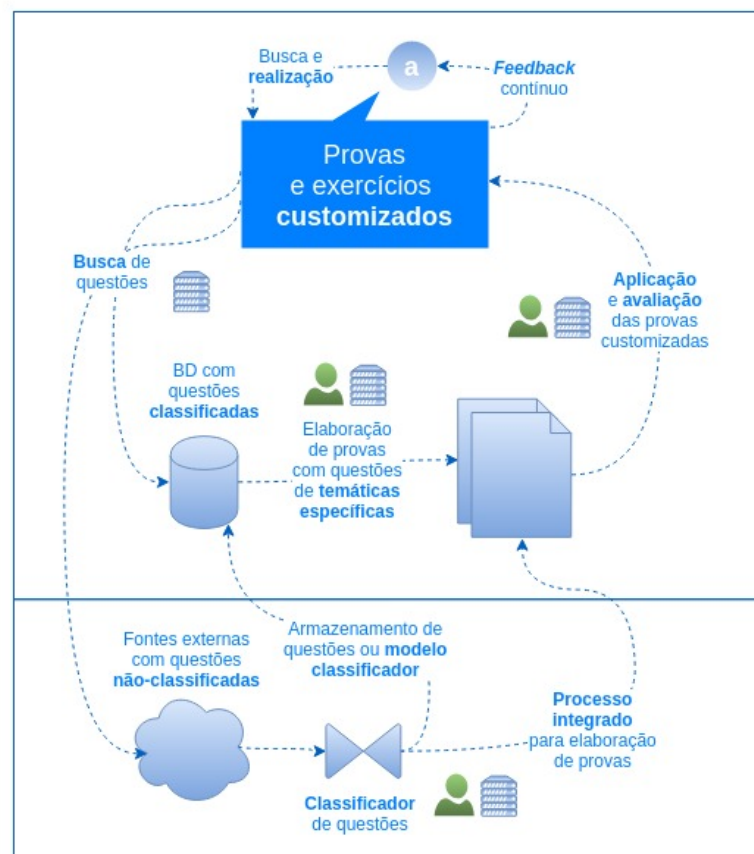 Busca e
realização
a
Feedback
contínuo
Provas
e exercícios
customizados
Busca de
questões
Aplicação
e avaliação
das provas
customizadas
BD com
questões
classificadas
Elaboração
de provas
com questões
de temáticas
específicas
Fontes externas
com questões
não-classificadas
Armazenamento de
questões ou modelo
classificador
Processo
integrado
para elaboração
de provas
Classificador
de questões